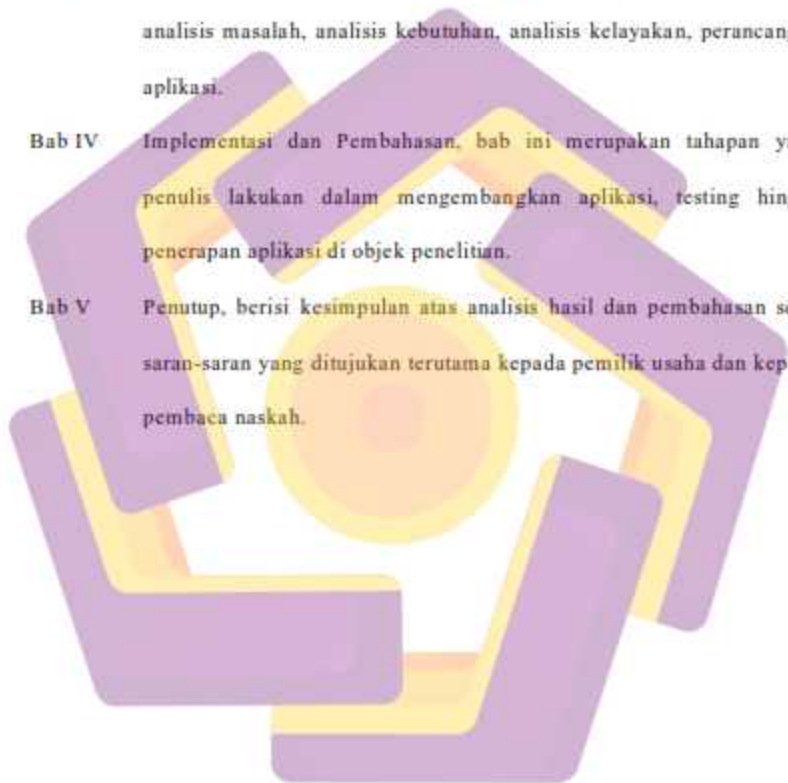 analisis masalah, analisis kebutuhan, analisis kelayakan, perancang
aplikasi.
Bab IV Implementasi dan Pembahasan, bab ini merupakan tahapan y
penulis lakukan dalam mengembangkan aplikasi, testing hin
penerapan aplikasi di objek penelitian.
Bab V Penutup, berisi kesimpulan atas analisis hasil dan pembahasan se
saran-saran yang ditujukan terutama kepada pemilik usaha dan kep
pembaca naskah.